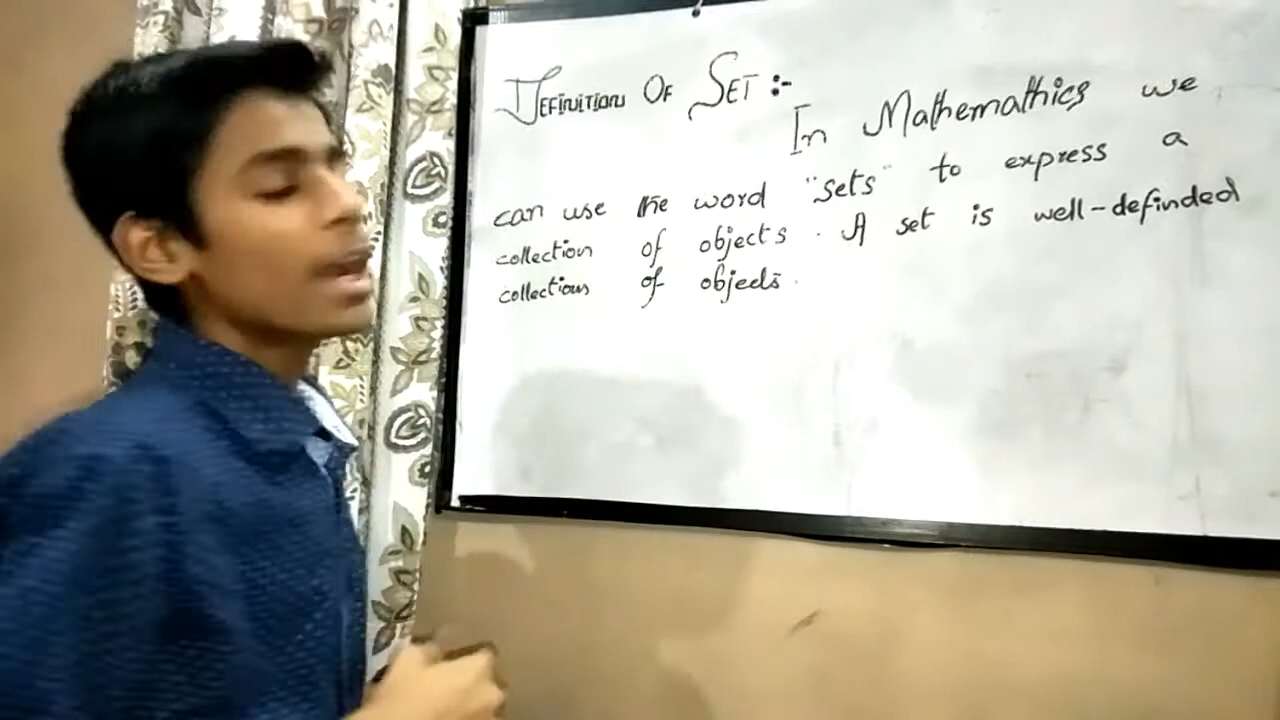 DEFINITION OF SET :-
In Mathemathics we
can use the word "sets" to express a
collection of objects. A set is well-definded
collections of objects.